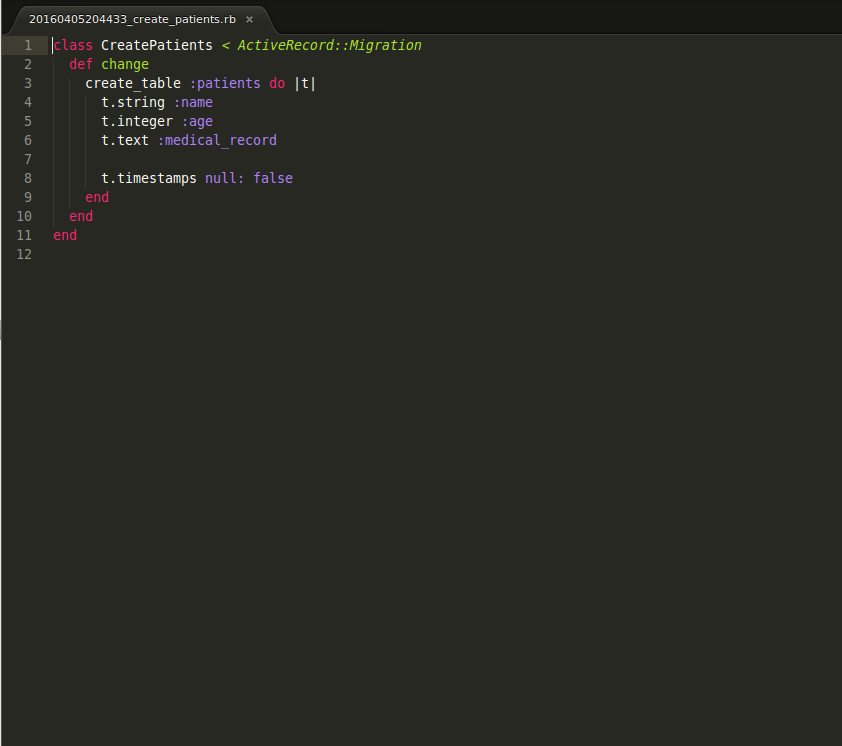 20160405204433_create_patients.rb ×
1 class CreatePatients < ActiveRecord::Migration
2   def change
3     create_table :patients do |t|
4       t.string :name
5       t.integer :age
6       t.text :medical_record
7
8       t.timestamps null: false
9     end
10   end
11 end
12